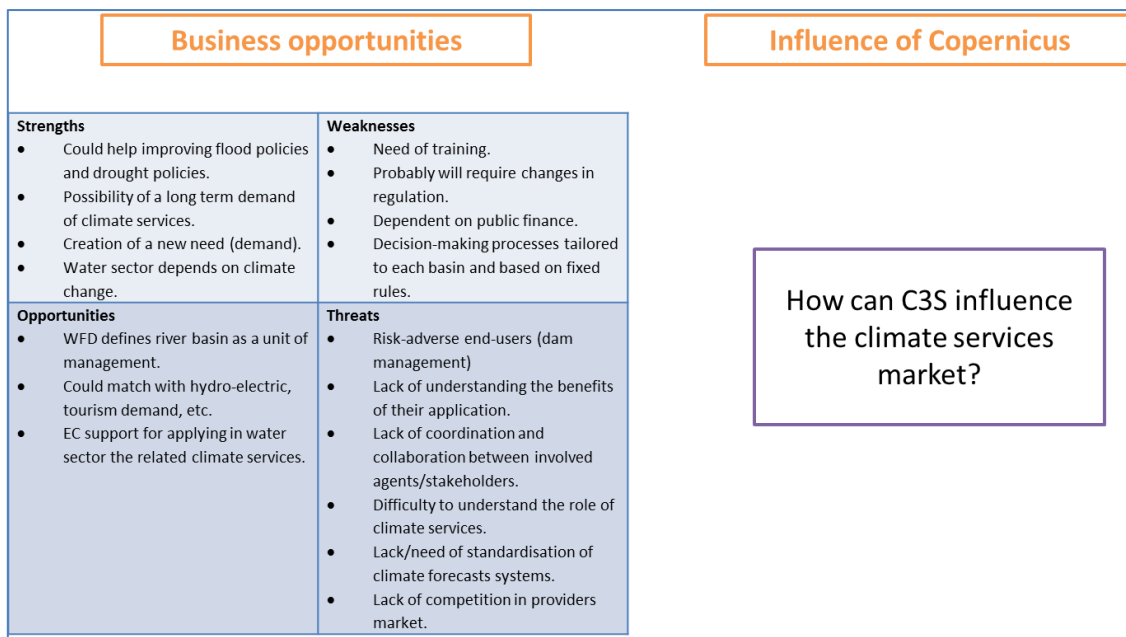 Business opportunities
Influence of Copernicus
Strengths
• Could help improving flood policies
and drought policies.
• Possibility of a long term demand
of climate services.
• Creation of a new need (demand).
• Water sector depends on climate
change.
Weaknesses
• Need of training.
• Probably will require changes in
regulation.
• Dependent on public finance.
• Decision-making processes tailored
to each basin and based on fixed
rules.
Opportunities
• WFD defines river basin as a unit of
management.
• Could match with hydro-electric,
tourism demand, etc.
• EC support for applying in water
sector the related climate services.
Threats
• Risk-adverse end-users (dam
management)
• Lack of understanding the benefits
of their application.
• Lack of coordination and
collaboration between involved
agents/stakeholders.
• Difficulty to understand the role of
climate services.
• Lack/need of standardisation of
climate forecasts systems.
• Lack of competition in providers
market.
How can C3S influence
the climate services
market?